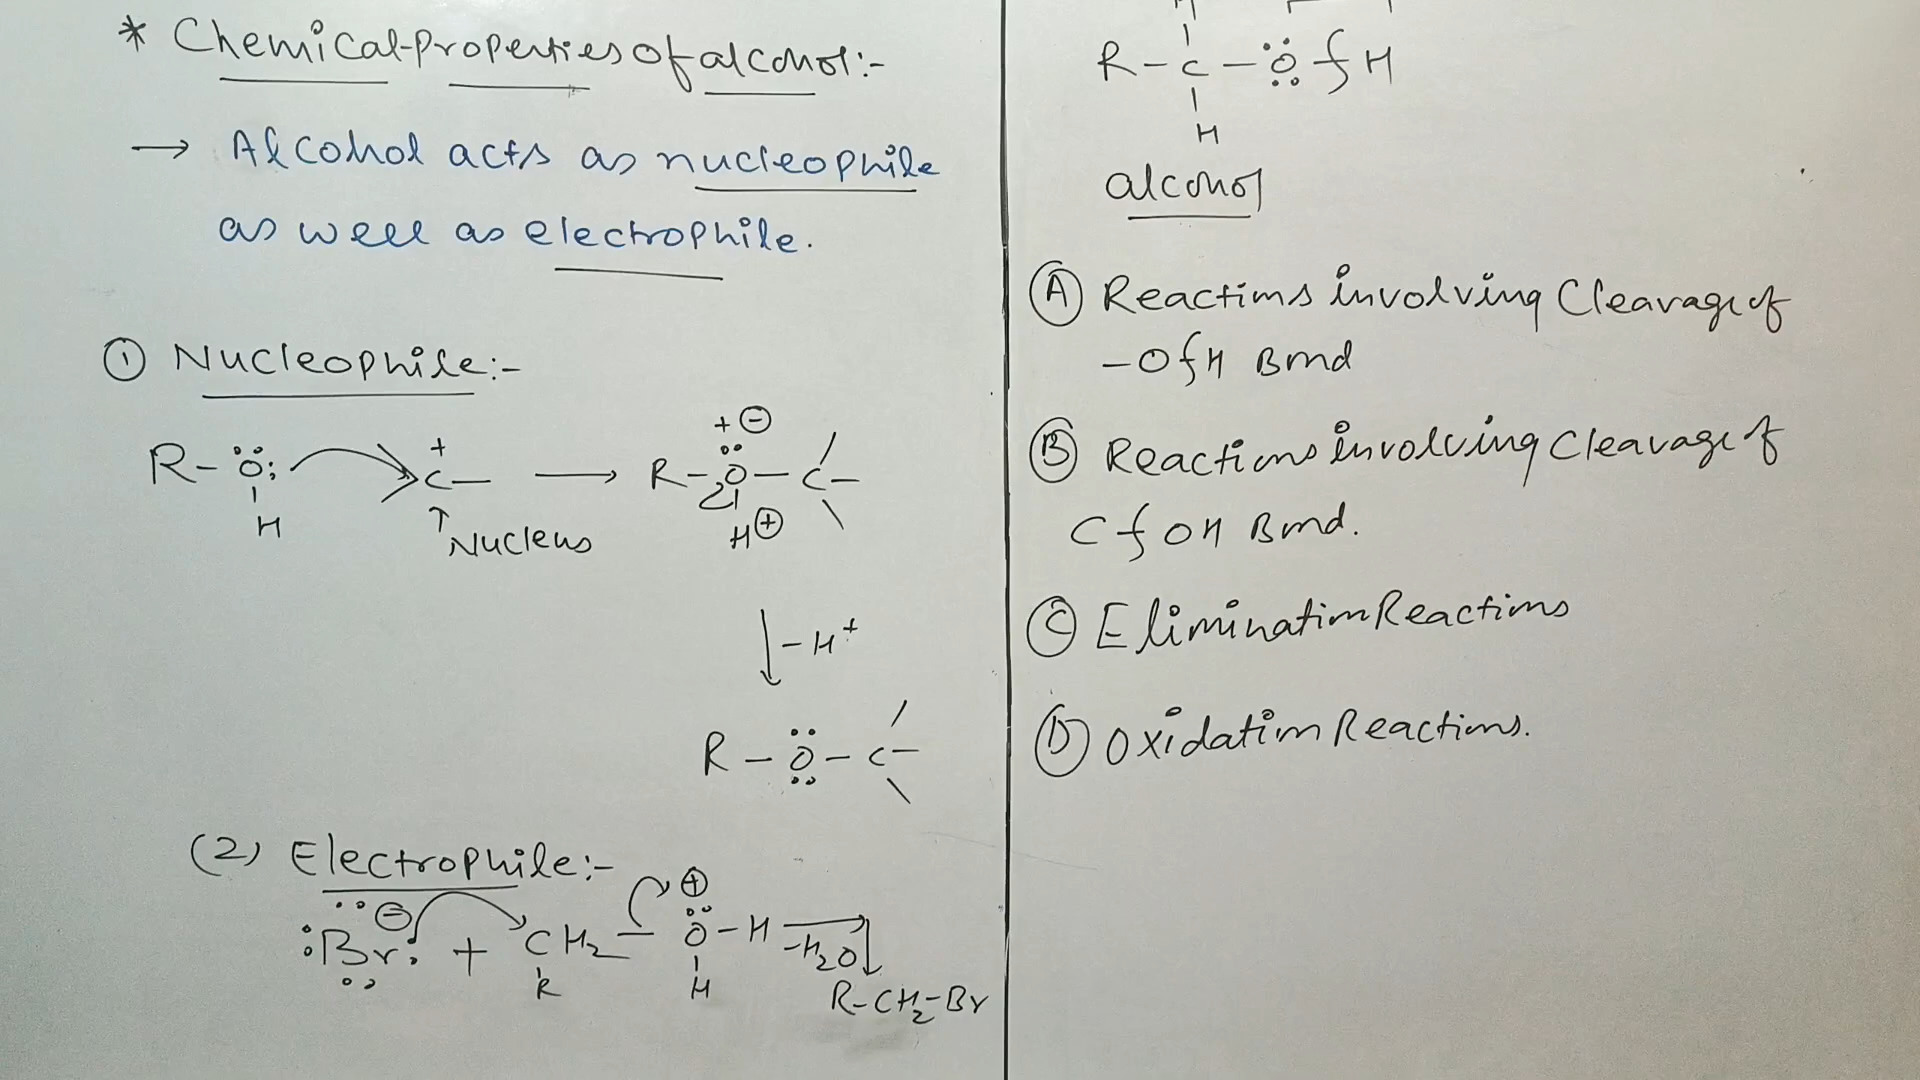 * Chemical properties of alcohol:-
→ Alcohol acts as nucleophile
as well as electrophile.
① Nucleophile:-
R-Ö: → >C⁺- → R-Ö-C-
H
↑ Nucleus
+ ⊖
H⊕
↓ -H⁺
R-Ö-C-
(2) Electrophile:-
:Br: ⊖ + CH₂-Ö-H ⊕ → -H₂O
R
H
R-CH₂-Br
H
R-C-Ö-H
H
alcohol
Ⓐ Reactions involving Cleavage of
-O∫H Bond
Ⓑ Reactions involving Cleavage of
C∫OH Bond.
Ⓒ Elimination Reactions
Ⓓ Oxidation Reactions.